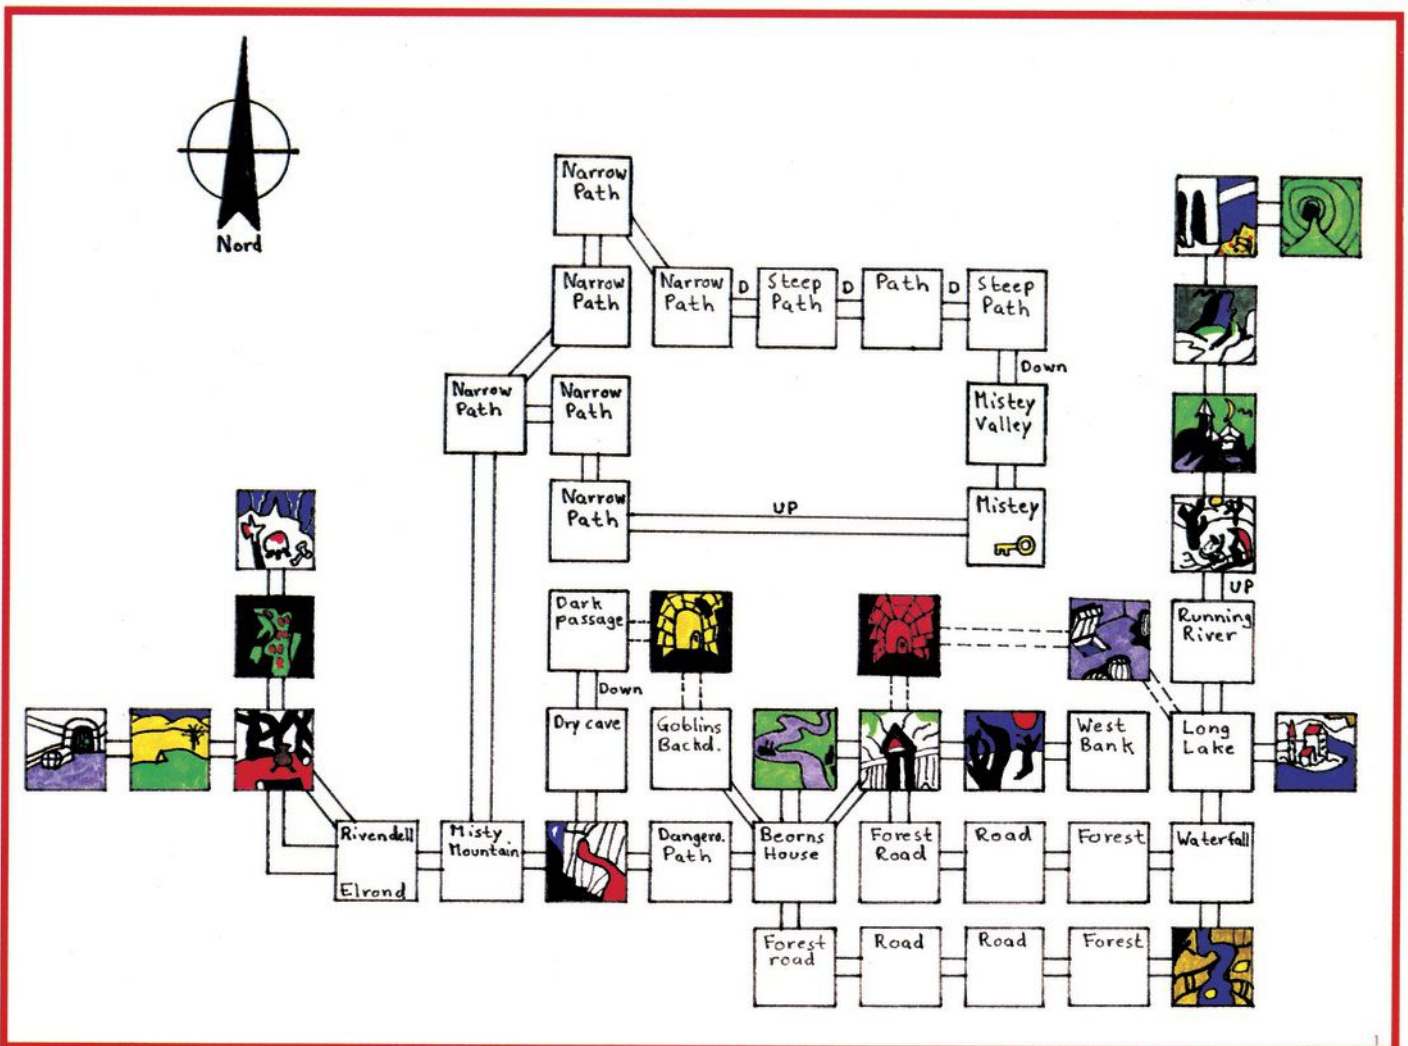 Nord
Narrow
Path
Narrow
Path
Narrow
Path
D
Steep
Path
D
Path
D
Steep
Path
Down
Narrow
Path
Narrow
Path
Mistey
Valley
Narrow
Path
UP
Mistey
UP
Dark
passage
Running
River
Down
Dry cave
Goblins
Backd.
West
Bank
Long
Lake
Rivendell
Elrond
Misty
Mountain
Dangero.
Path
Beorns
House
Forest
Road
Road
Forest
Waterfall
Forest
road
Road
Road
Forest
1